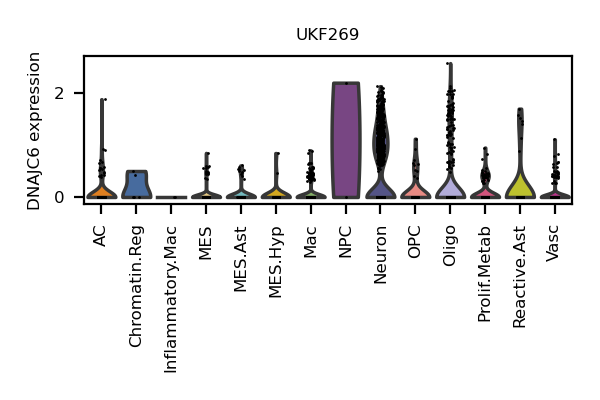 UKF269
DNAJC6 expression
2
0
AC
Chromatin.Reg
Inflammatory.Mac
MES
MES.Ast
MES.Hyp
Mac
NPC
Neuron
OPC
Oligo
Prolif.Metab
Reactive.Ast
Vasc